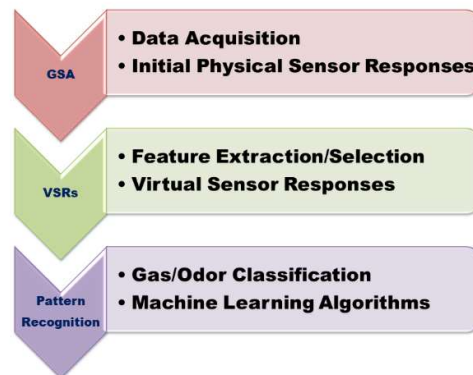 GSA
• Data Acquisition
• Initial Physical Sensor Responses
VSRs
• Feature Extraction/Selection
• Virtual Sensor Responses
Pattern
Recognition
• Gas/Odor Classification
• Machine Learning Algorithms